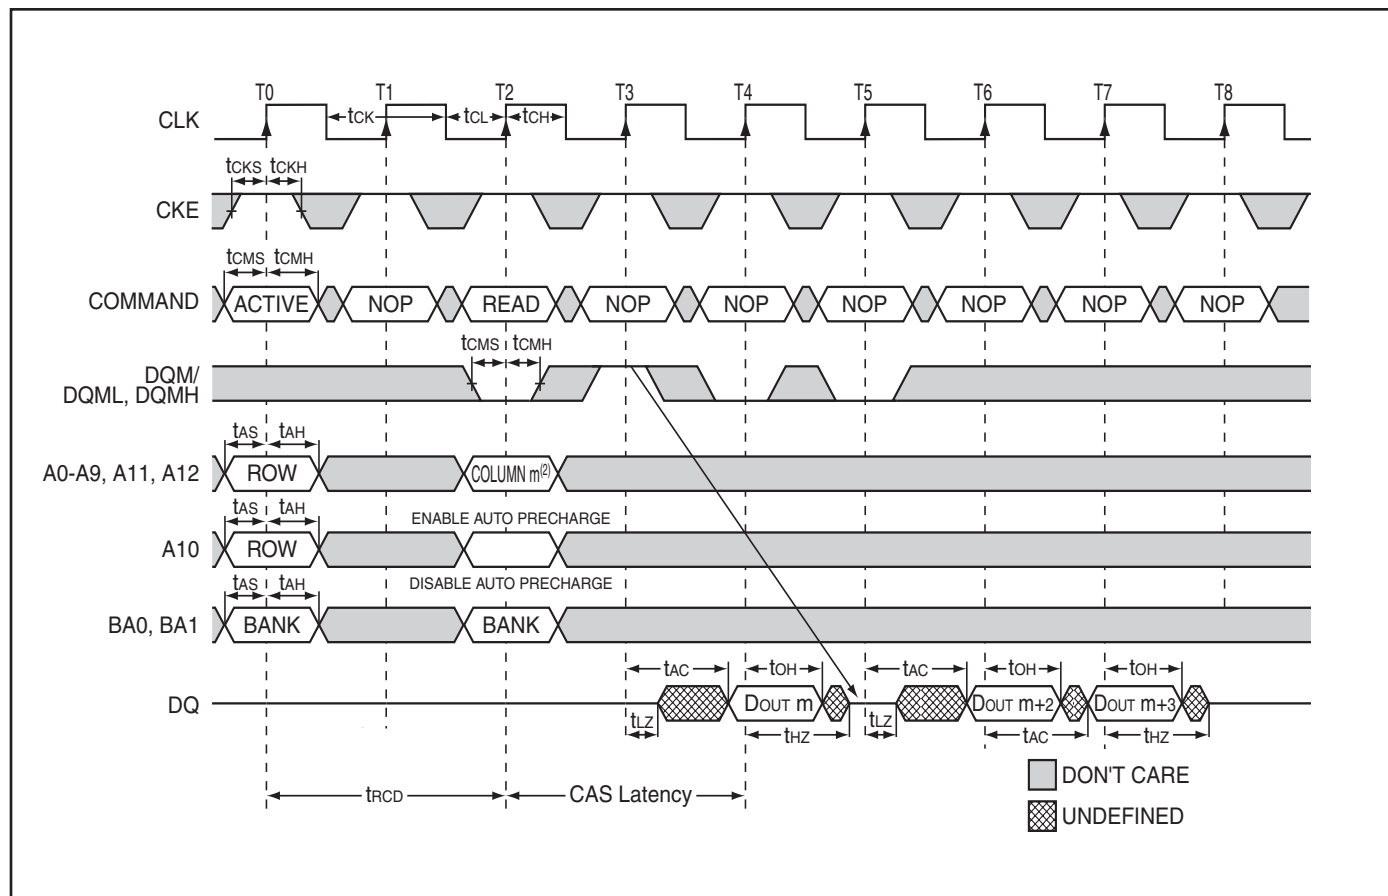 T0 T1 T2 T3 T4 T5 T6 T7 T8
CLK tCK tCL tCH
tCKS tCKH
CKE
tCMS tCMH
COMMAND ACTIVE NOP READ NOP NOP NOP NOP NOP NOP
tCMS tCMH
DQM/
DQML, DQMH
tAS tAH
A0-A9, A11, A12 ROW COLUMN m(2)
tAS tAH ENABLE AUTO PRECHARGE
A10 ROW
tAS tAH DISABLE AUTO PRECHARGE
BA0, BA1 BANK BANK
tAC tOH tAC tOH tOH
DQ DOUT m DOUT m+2 DOUT m+3
tLZ tHZ tLZ tAC tHZ
DON'T CARE
tRCD CAS Latency
UNDEFINED